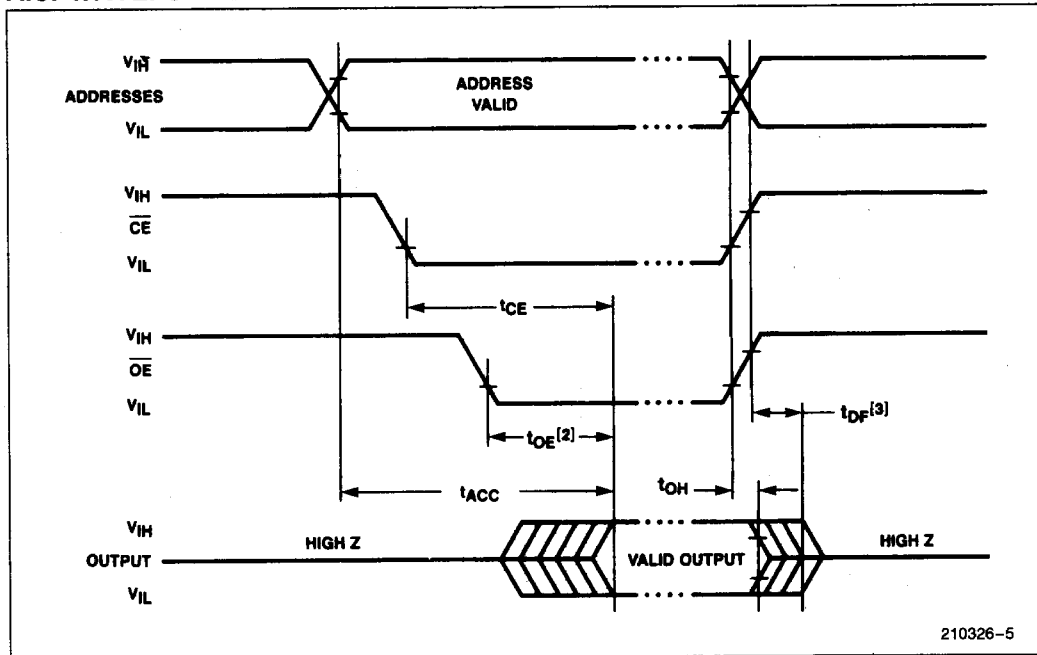 VIH
ADDRESSES
ADDRESS
VALID
VIL
VIH
CE
VIL
tCE
VIH
OE
VIL
tDF[3]
tOE[2]
tACC
tOH
VIH
HIGH Z
HIGH Z
OUTPUT
VALID OUTPUT
VIL
210326-5